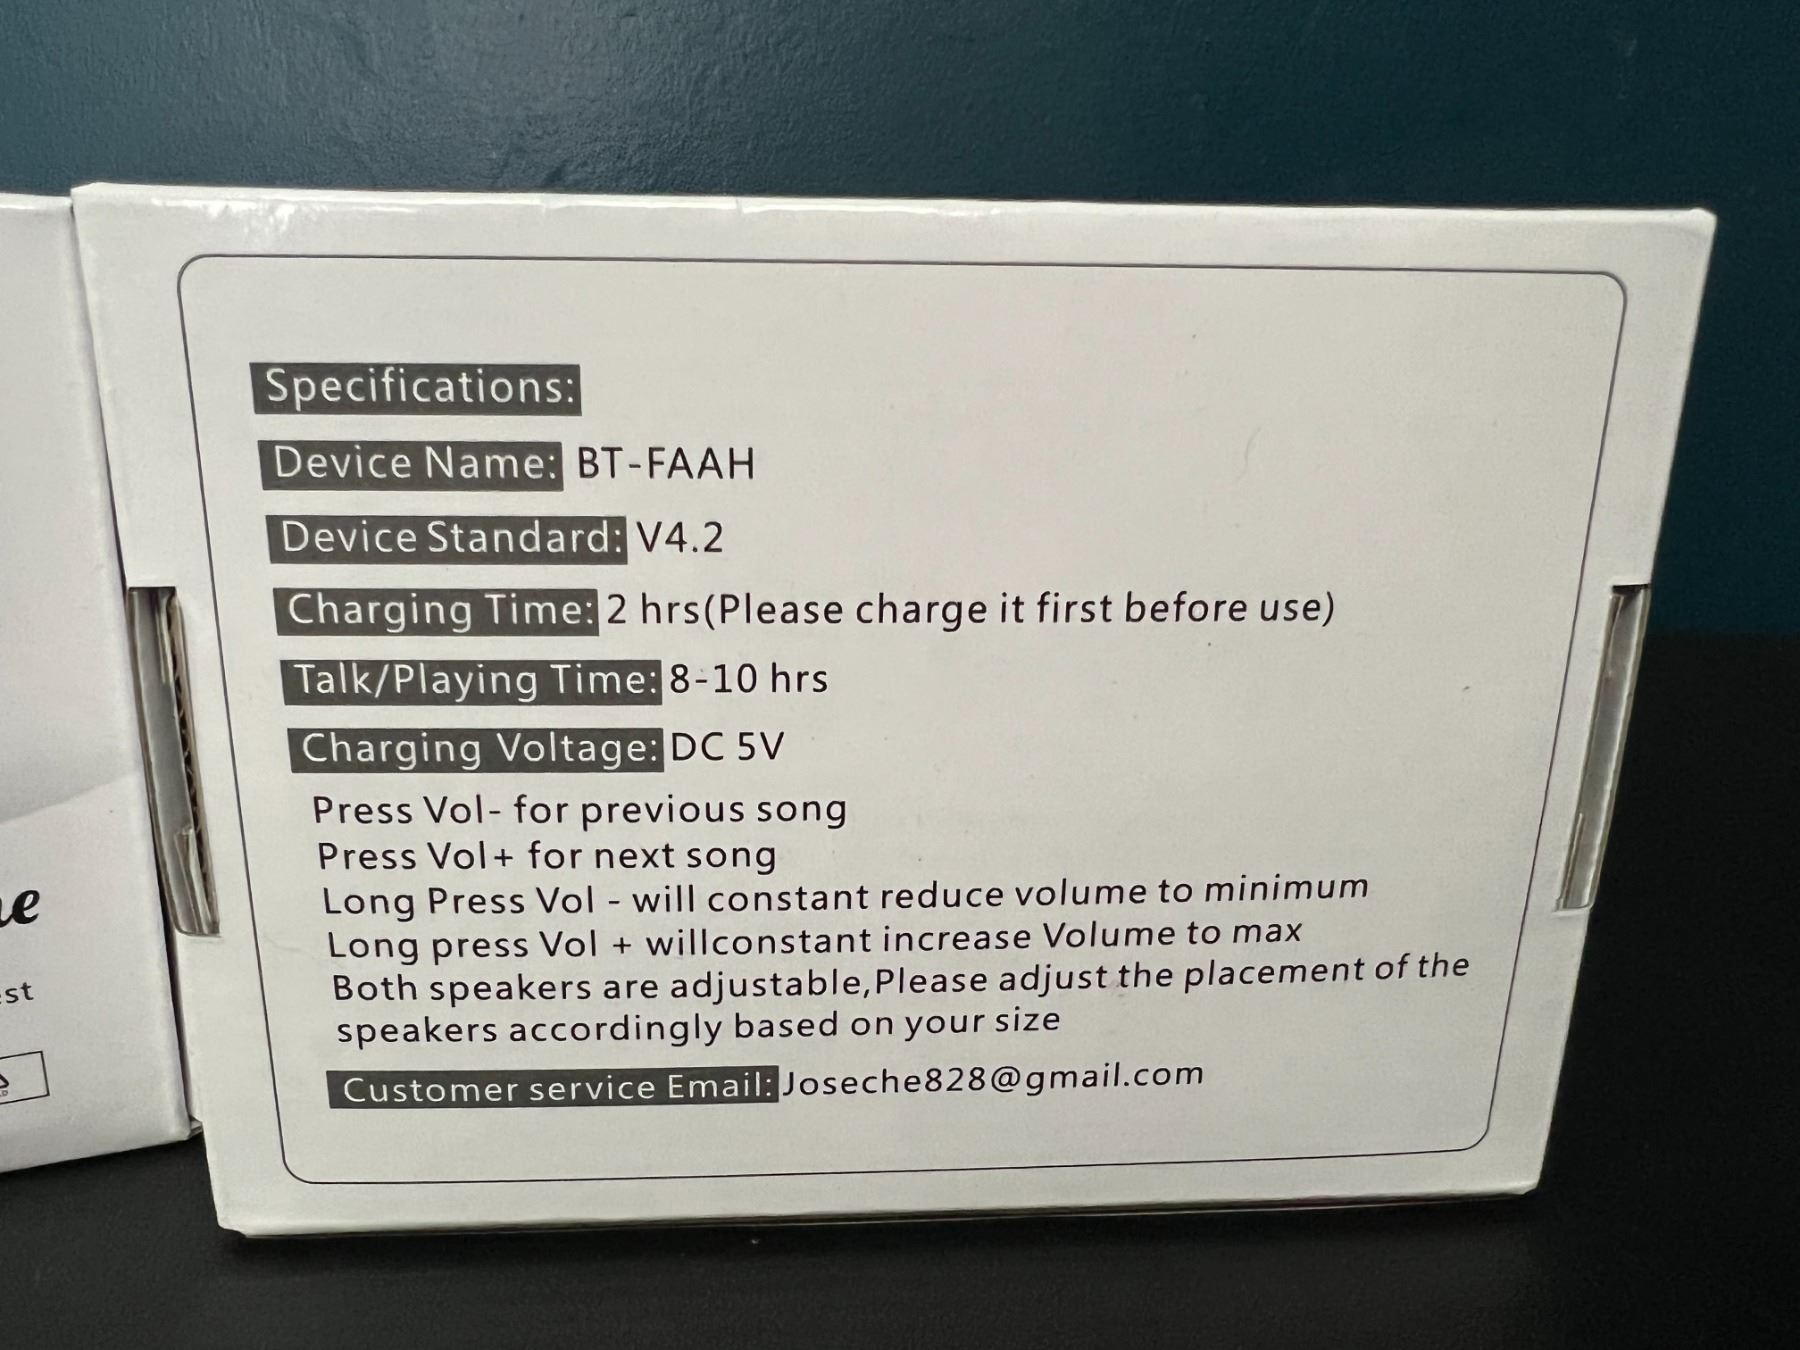 Specifications:
Device Name: BT-FAAH
Device Standard: V4.2
Charging Time: 2 hrs(Please charge it first before use)
Talk/Playing Time: 8-10 hrs
Charging Voltage: DC 5V
Press Vol- for previous song
Press Vol+ for next song
Long Press Vol - will constant reduce volume to minimum
Long press Vol + willconstant increase Volume to max
Both speakers are adjustable,Please adjust the placement of the
speakers accordingly based on your size
Customer service Email: Joseche828@gmail.com